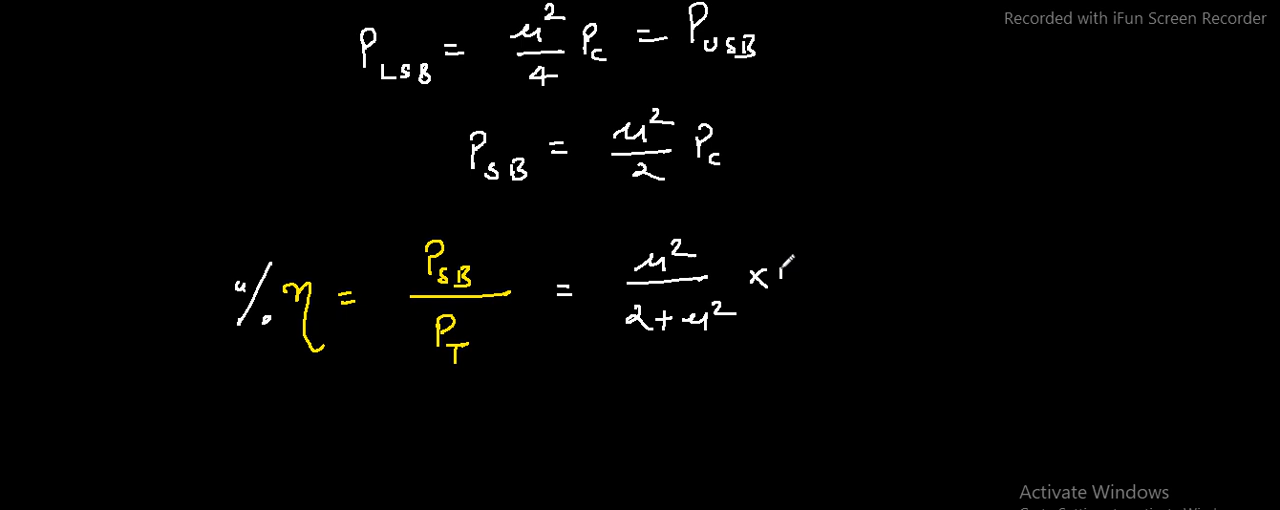 Recorded with iFun Screen Recorder
P_LSB = μ²/4 P_C = P_USB
P_SB = μ²/2 P_C
% η = P_SB/P_T = μ²/(2+μ²) ×
Activate Windows